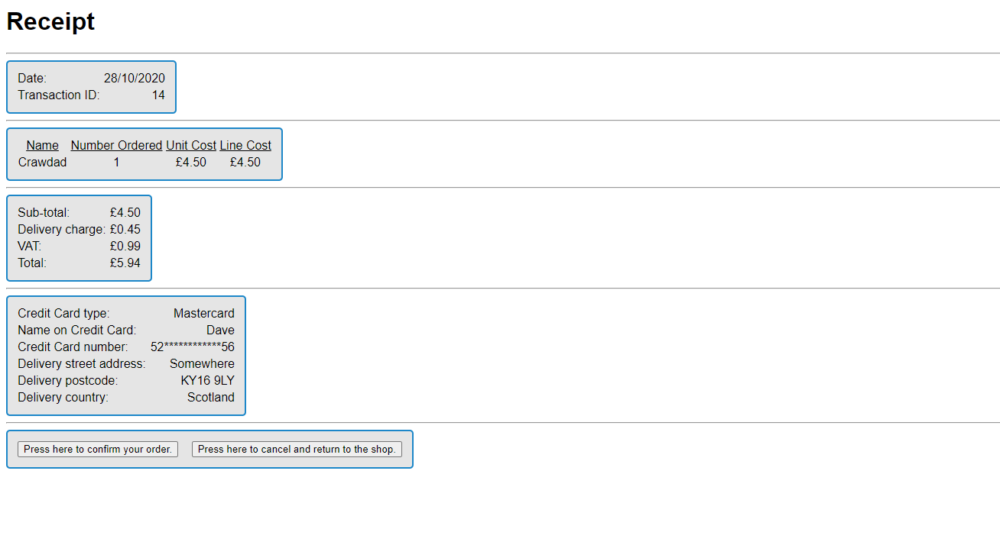 Receipt
Date: 28/10/2020
Transaction ID: 14
Name Number Ordered Unit Cost Line Cost
Crawdad 1 £4.50 £4.50
Sub-total: £4.50
Delivery charge: £0.45
VAT: £0.99
Total: £5.94
Credit Card type: Mastercard
Name on Credit Card: Dave
Credit Card number: 52************56
Delivery street address: Somewhere
Delivery postcode: KY16 9LY
Delivery country: Scotland
Press here to confirm your order. Press here to cancel and return to the shop.